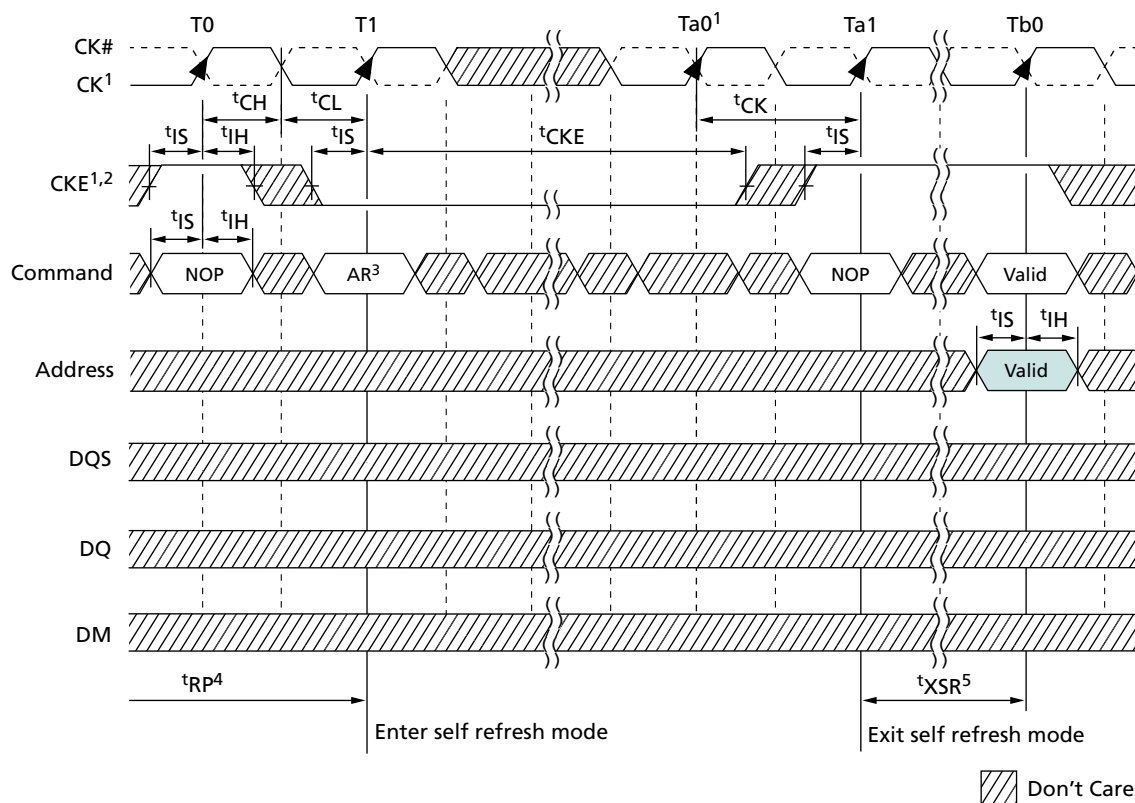 T0 T1 Ta0¹ Ta1 Tb0
CK#
CK¹
ᵗCH ᵗCL ᵗCK
ᵗIS ᵗIH ᵗIS ᵗCKE ᵗIS
CKE¹,²
ᵗIS ᵗIH
Command NOP AR³ NOP Valid
ᵗIS ᵗIH
Address Valid
DQS
DQ
DM
ᵗRP⁴ ᵗXSR⁵
Enter self refresh mode Exit self refresh mode
Don't Care